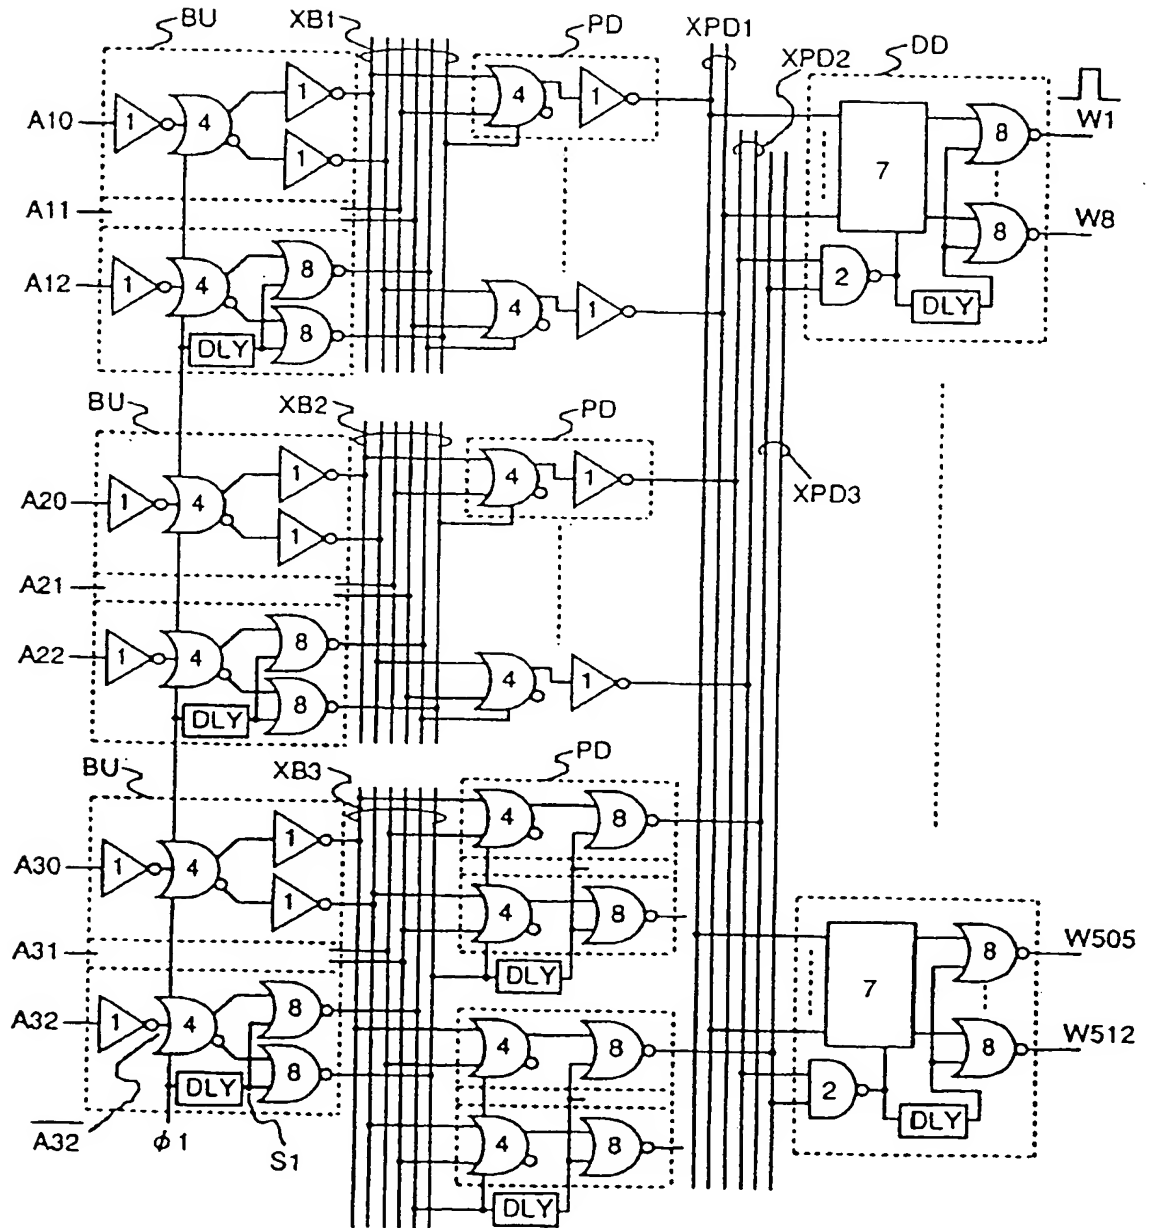 BU XB1 PD XPD1 XPD2 DD
A10 1 4 1 1 4 1 8 W1
7
A11 8 W8
A12 1 4 8 8 DLY 4 1 2 DLY
BU XB2 PD
A20 1 4 1 1 4 1 XPD3
A21
A22 1 4 8 8 DLY 4 1
BU XB3 PD
A30 1 4 1 1 4 8
4 8
A31 DLY 7 8 W505
A32 1 4 8 8 DLY 4 8 8 W512
2 DLY
A32 ϕ1 S1 4 8
DLY